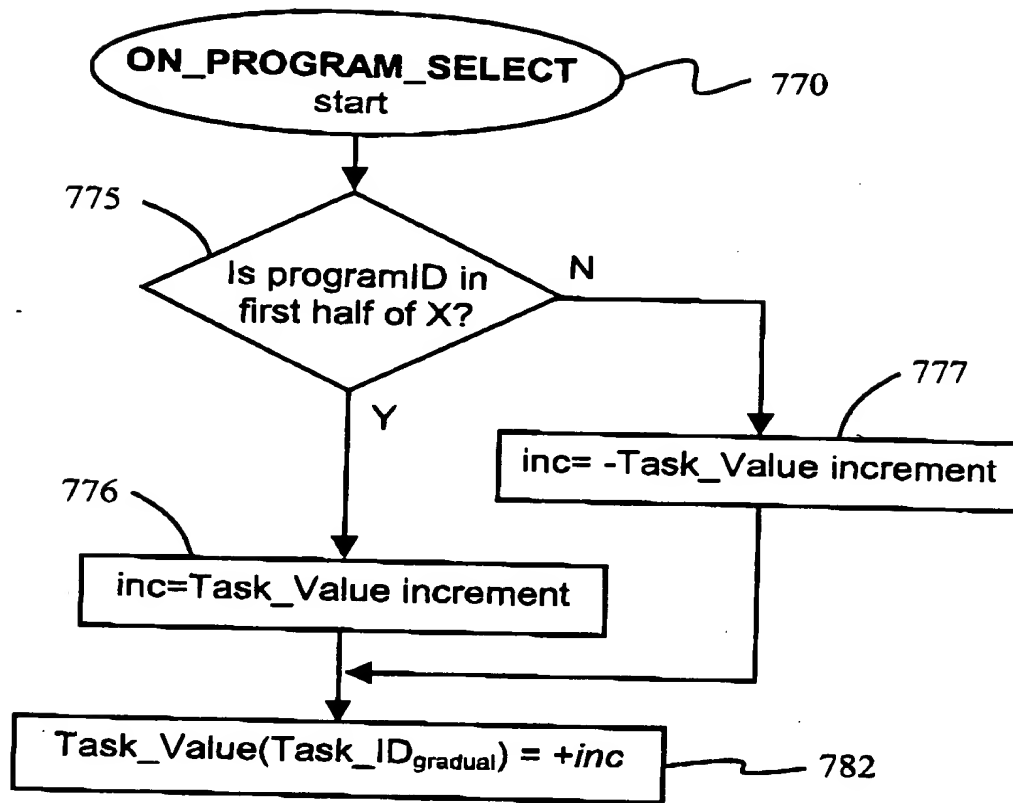 ON_PROGRAM_SELECT
start
770
775
Is programID in
first half of X?
N
Y
777
inc= -Task_Value increment
776
inc=Task_Value increment
Task_Value(Task_ID_gradual) = +inc
782